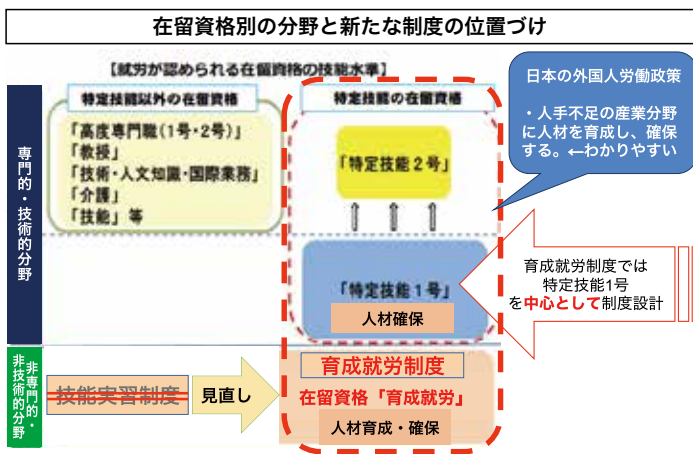 在留資格別の分野と新たな制度の位置づけ
【就労が認められる在留資格の技能水準】
専門的・技術的分野
特定技能以外の在留資格
「高度専門職(1号・2号)」
「教授」
「技術・人文知識・国際業務」
「介護」
「技能」等
特定技能の在留資格
「特定技能2号」
「特定技能1号」
人材確保
日本の外国人労働政策
・人手不足の産業分野
に人材を育成し、確保
する。←わかりやすい
育成就労制度では
特定技能1号
を中心として制度設計
非専門的・
非技術的分野
技能実習制度
見直し
育成就労制度
在留資格「育成就労」
人材育成・確保